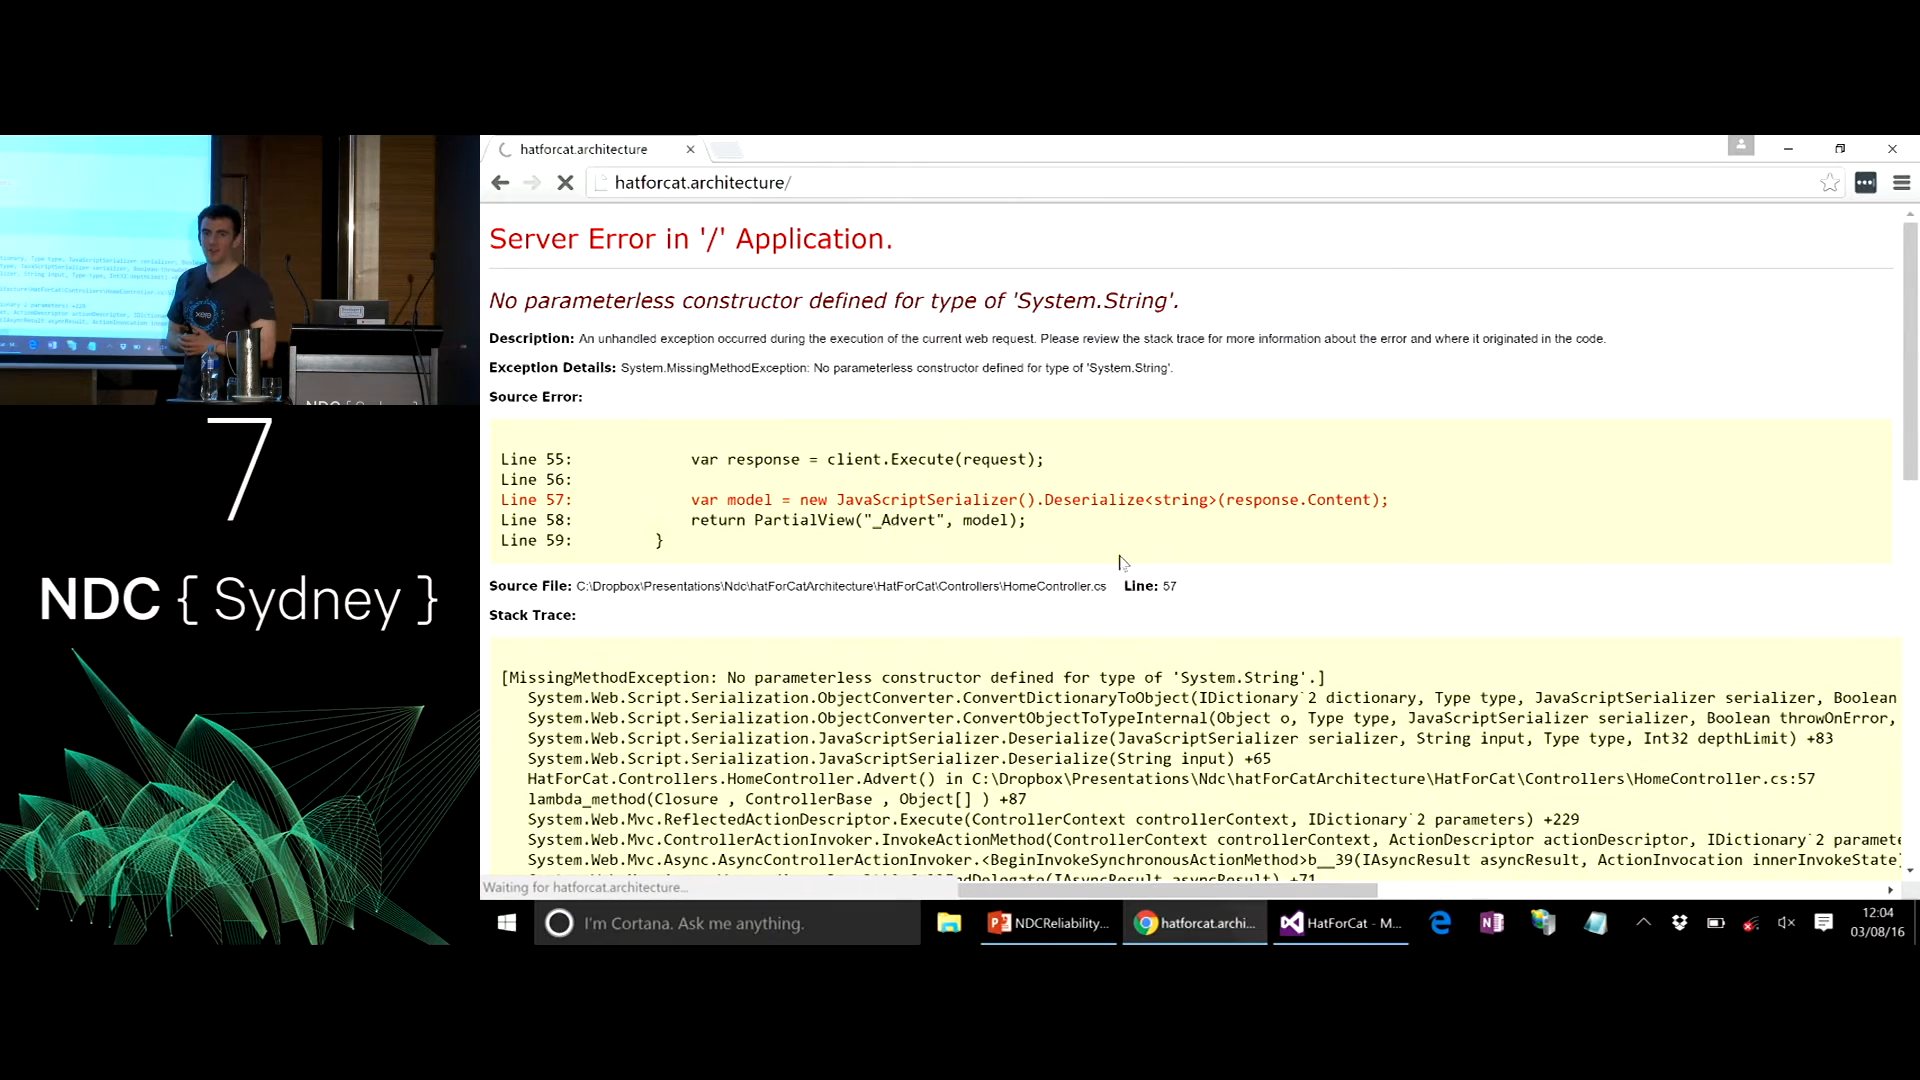 hatforcat.architecture
hatforcat.architecture/
Server Error in '/' Application.
No parameterless constructor defined for type of 'System.String'.
Description: An unhandled exception occurred during the execution of the current web request. Please review the stack trace for more information about the error and where it originated in the code.
Exception Details: System.MissingMethodException: No parameterless constructor defined for type of 'System.String'.
Source Error:
Line 55: var response = client.Execute(request);
Line 56:
Line 57: var model = new JavaScriptSerializer().Deserialize<string>(response.Content);
Line 58: return PartialView("_Advert", model);
Line 59: }
Source File: C:\Dropbox\Presentations\Ndc\hatForCatArchitecture\HatForCat\Controllers\HomeController.cs Line: 57
Stack Trace:
[MissingMethodException: No parameterless constructor defined for type of 'System.String'.]
System.Web.Script.Serialization.ObjectConverter.ConvertDictionaryToObject(IDictionary`2 dictionary, Type type, JavaScriptSerializer serializer, Boolean
System.Web.Script.Serialization.ObjectConverter.ConvertObjectToTypeInternal(Object o, Type type, JavaScriptSerializer serializer, Boolean throwOnError,
System.Web.Script.Serialization.JavaScriptSerializer.Deserialize(JavaScriptSerializer serializer, String input, Type type, Int32 depthLimit) +83
System.Web.Script.Serialization.JavaScriptSerializer.Deserialize(String input) +65
HatForCat.Controllers.HomeController.Advert() in C:\Dropbox\Presentations\Ndc\hatForCatArchitecture\HatForCat\Controllers\HomeController.cs:57
lambda_method(Closure , ControllerBase , Object[] ) +87
System.Web.Mvc.ReflectedActionDescriptor.Execute(ControllerContext controllerContext, IDictionary`2 parameters) +229
System.Web.Mvc.ControllerActionInvoker.InvokeActionMethod(ControllerContext controllerContext, ActionDescriptor actionDescriptor, IDictionary`2 paramete
System.Web.Mvc.Async.AsyncControllerActionInvoker.<BeginInvokeSynchronousActionMethod>b__39(IAsyncResult asyncResult, ActionInvocation innerInvokeState)
Delegate(IAsyncResult asyncResult) +71
Waiting for hatforcat.architecture...
I'm Cortana. Ask me anything.
NDCReliability...
hatforcat.archi...
HatForCat - M...
12:04
03/08/16
xero
7
NDC { Sydney }